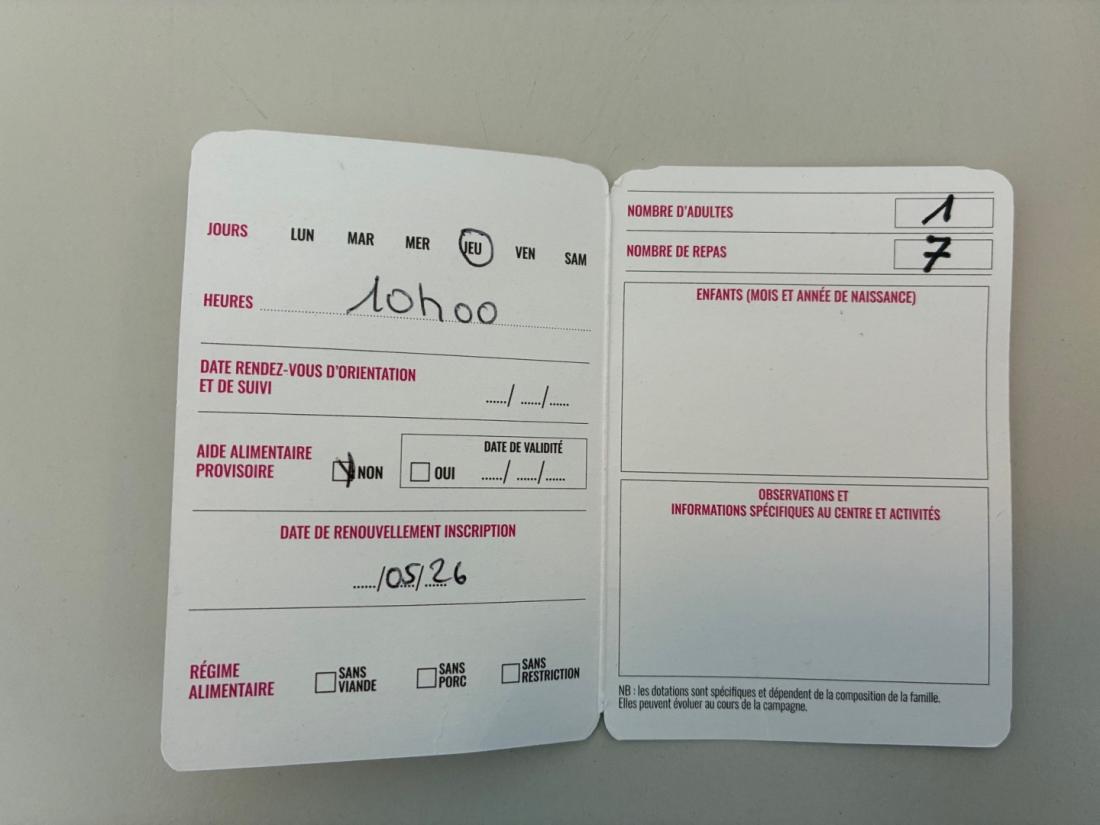 JOURS LUN MAR MER JEU VEN SAM
HEURES 10h00
DATE RENDEZ-VOUS D'ORIENTATION
ET DE SUIVI ....../ ....../......
AIDE ALIMENTAIRE
PROVISOIRE NON OUI
DATE DE VALIDITÉ
....../ ....../......
DATE DE RENOUVELLEMENT INSCRIPTION
....../05/26
RÉGIME
ALIMENTAIRE
SANS
VIANDE
SANS
PORC
SANS
RESTRICTION
NOMBRE D'ADULTES 1
NOMBRE DE REPAS 7
ENFANTS (MOIS ET ANNÉE DE NAISSANCE)
OBSERVATIONS ET
INFORMATIONS SPÉCIFIQUES AU CENTRE ET ACTIVITÉS
NB : les dotations sont spécifiques et dépendent de la composition de la famille.
Elles peuvent évoluer au cours de la campagne.